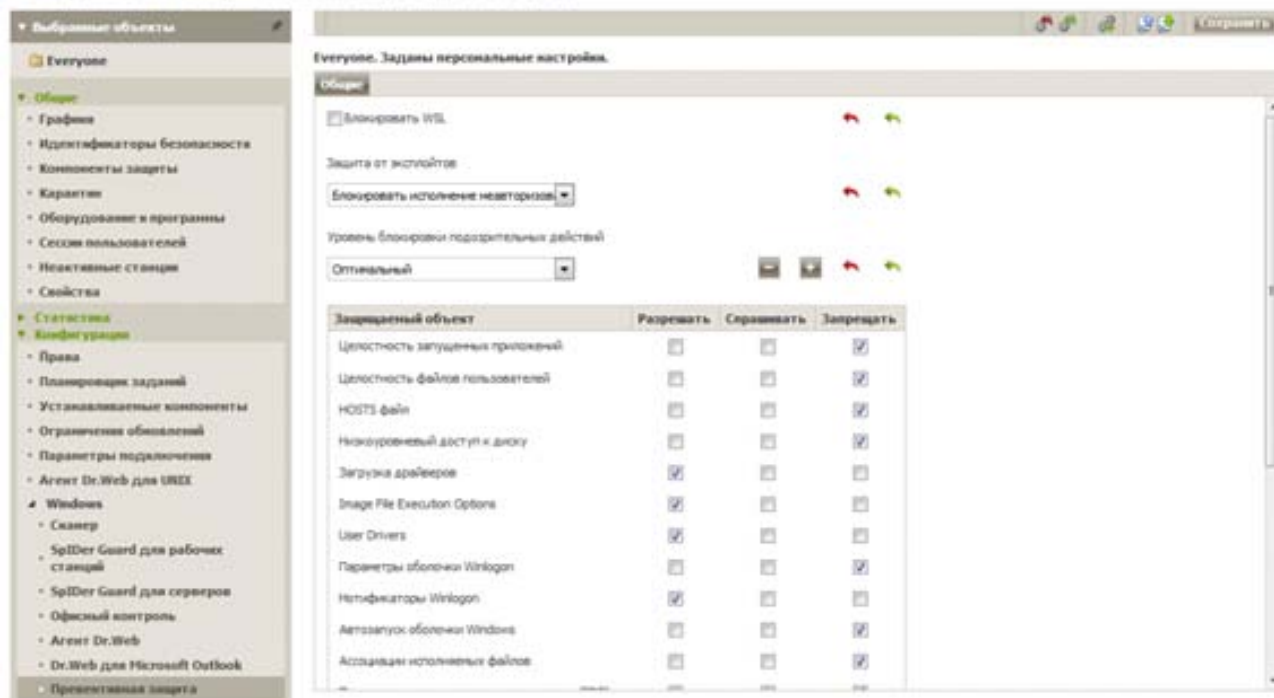 Выбранные объекты
Everyone
Общие
Графики
Идентификаторы безопасности
Компоненты защиты
Карантин
Оборудование и программы
Сессии пользователей
Неактивные станции
Свойства
Статистика
Конфигурация
Права
Планировщик заданий
Устанавливаемые компоненты
Ограничения обновлений
Параметры подключения
Агент Dr.Web для UNIX
Windows
Сканер
SpIDer Guard для рабочих
станций
SpIDer Guard для серверов
Офисный контроль
Агент Dr.Web
Dr.Web для Microsoft Outlook
Превентивная защита
Сохранить
Everyone. Заданы персональные настройки.
Общие
Блокировать WSL
Защита от эксплойтов
Блокировать исполнение неавторизов
Уровень блокировки подозрительных действий
Оптимальный
Защищаемый объект Разрешать Спрашивать Запрещать
Целостность запущенных приложений
Целостность файлов пользователей
HOSTS файл
Низкоуровневый доступ к диску
Загрузка драйверов
Image File Execution Options
User Drivers
Параметры оболочки Winlogon
Нотификаторы Winlogon
Автозапуск оболочки Windows
Ассоциации исполняемых файлов